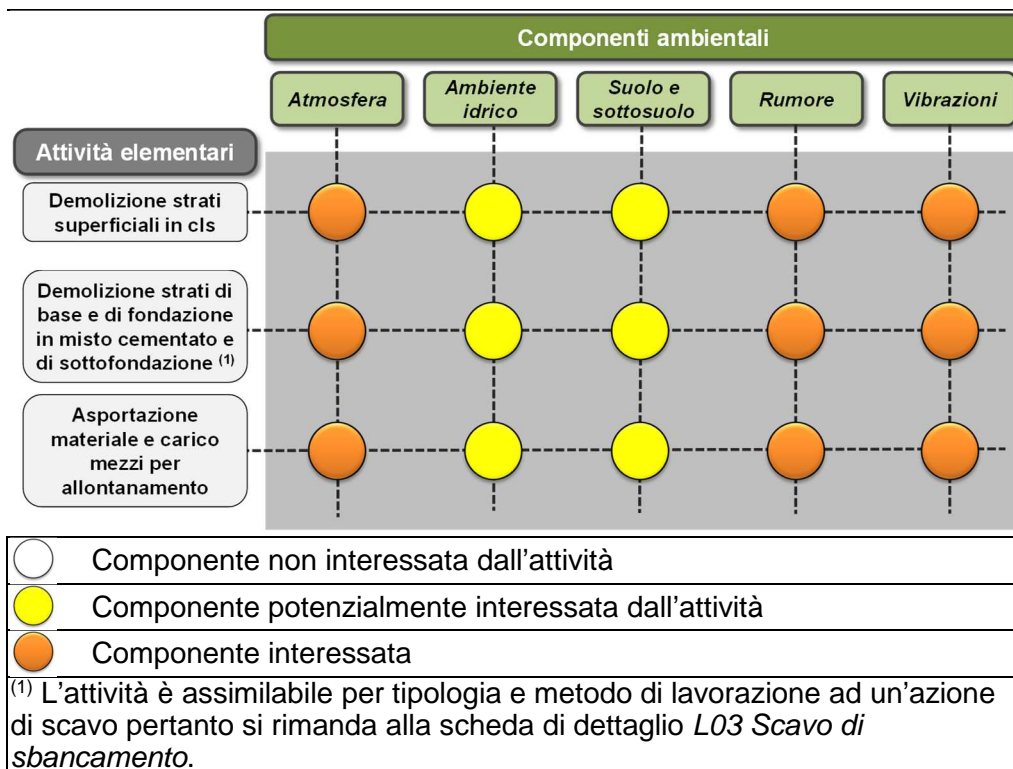 Componenti ambientali
Atmosfera
Ambiente
idrico
Suolo e
sottosuolo
Rumore
Vibrazioni
Attività elementari
Demolizione strati
superficiali in cls
Demolizione strati di
base e di fondazione
in misto cementato e
di sottofondazione (1)
Asportazione
materiale e carico
mezzi per
allontanamento
Componente non interessata dall'attività
Componente potenzialmente interessata dall'attività
Componente interessata
(1) L'attività è assimilabile per tipologia e metodo di lavorazione ad un'azione
di scavo pertanto si rimanda alla scheda di dettaglio L03 Scavo di
sbancamento.